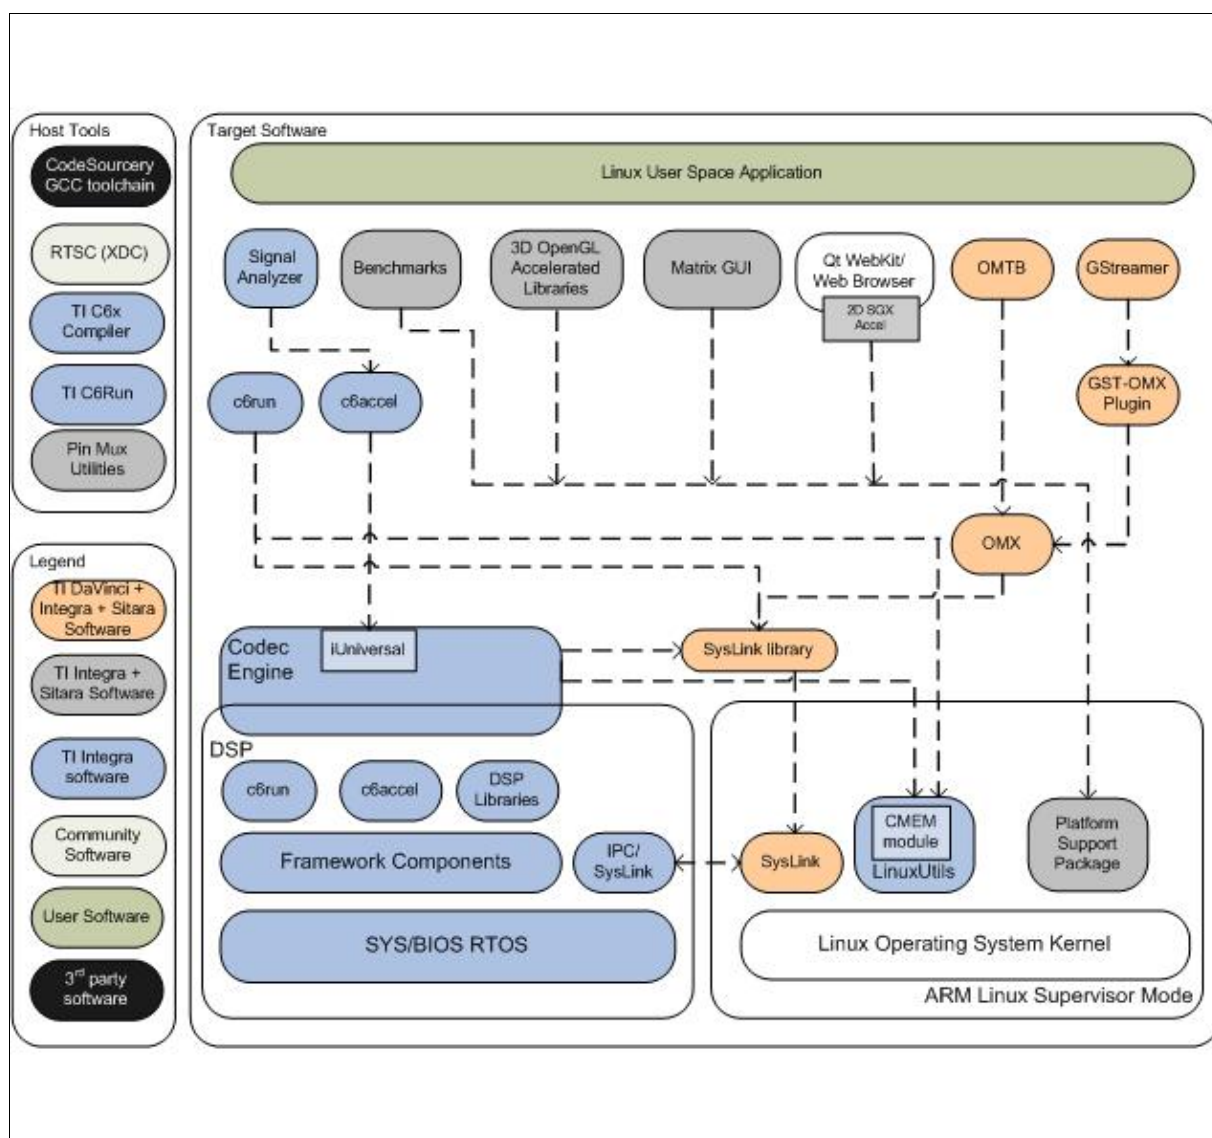 Host Tools
CodeSourcery
GCC toolchain
RTSC (XDC)
TI C6x
Compiler
TI C6Run
Pin Mux
Utilities
Legend
TI DaVinci +
Integra + Sitara
Software
TI Integra +
Sitara Software
TI Integra
software
Community
Software
User Software
3rd party
software
Target Software
Linux User Space Application
Signal
Analyzer
Benchmarks
3D OpenGL
Accelerated
Libraries
Matrix GUI
Qt WebKit/
Web Browser
2D SGX
Accel
OMTB
GStreamer
c6run
c6accel
GST-OMX
Plugin
OMX
Codec
Engine
iUniversal
SysLink library
DSP
c6run
c6accel
DSP
Libraries
Framework Components
IPC/
SysLink
SYS/BIOS RTOS
SysLink
CMEM
module
LinuxUtils
Platform
Support
Package
Linux Operating System Kernel
ARM Linux Supervisor Mode